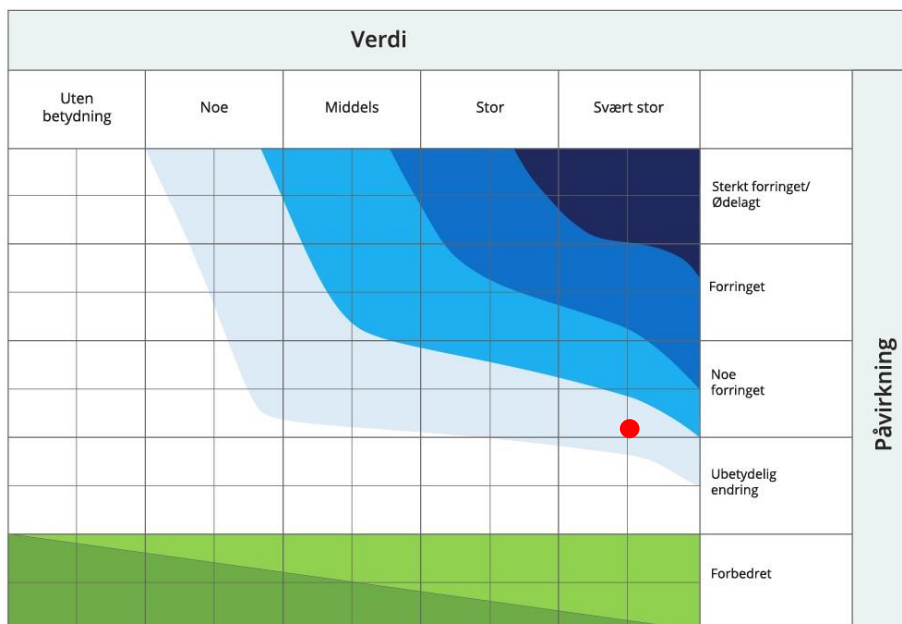 Verdi
Uten
betydning
Noe
Middels
Stor
Svært stor
Sterkt forringet/
Ødelagt
Forringet
Noe
forringet
Ubetydelig
endring
Forbedret
Påvirkning